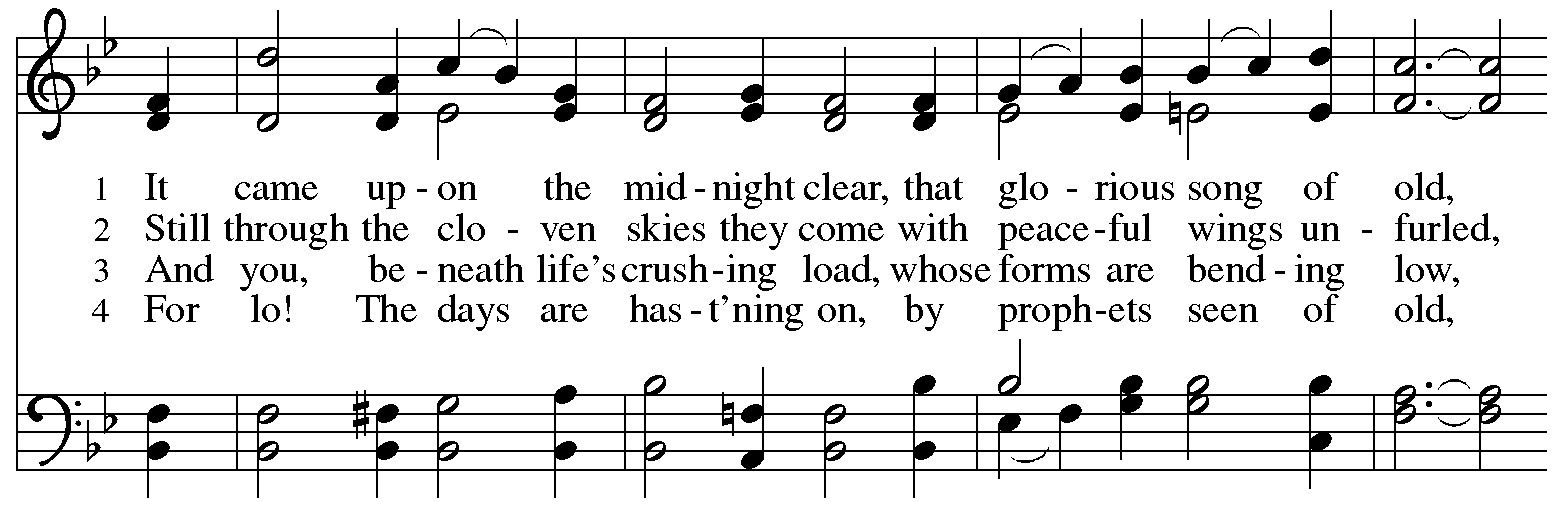 1 It came up - on the mid - night clear, that glo - rious song of old,
2 Still through the clo - ven skies they come with peace - ful wings un - furled,
3 And you, be - neath life's crush - ing load, whose forms are bend - ing low,
4 For lo! The days are has - t'ning on, by proph - ets seen of old,